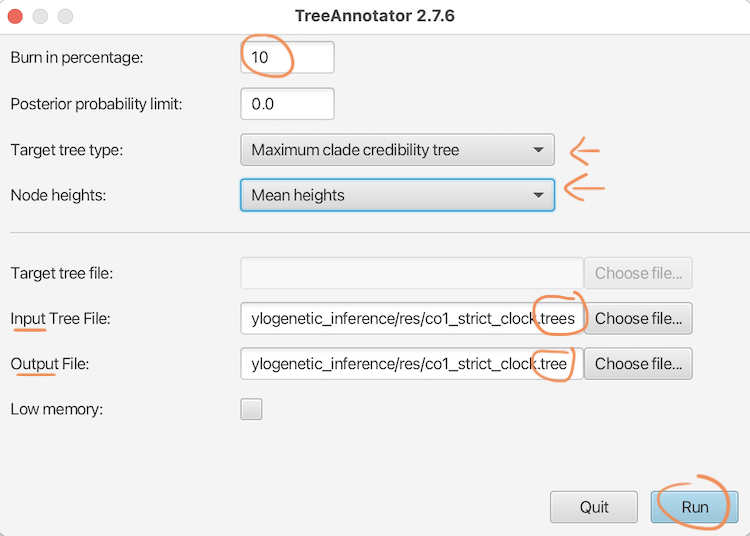 TreeAnnotator 2.7.6
Burn in percentage: 10
Posterior probability limit: 0.0
Target tree type: Maximum clade credibility tree
Node heights: Mean heights
Target tree file: Choose file...
Input Tree File: ylogenetic_inference/res/co1_strict_clock.trees Choose file...
Output File: ylogenetic_inference/res/co1_strict_clock.tree Choose file...
Low memory:
Quit Run